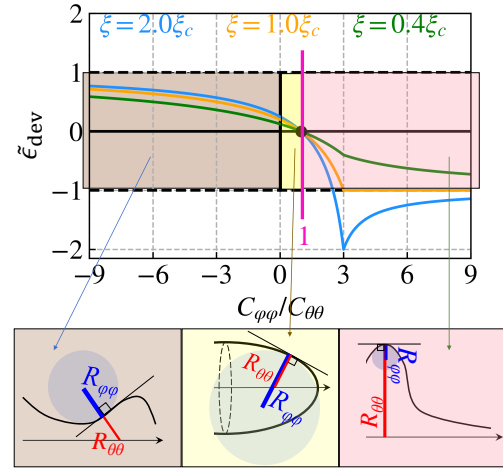 ξ = 2.0ξ_c ξ = 1.0ξ_c ξ = 0.4ξ_c
2
1
0
−1
−2
ϵ̃_dev
1
−9 −6 −3 0 3 6 9
C_φφ/C_θθ
R_φφ
R_θθ
R_θθ
R_φφ
R_φφ
R_θθ